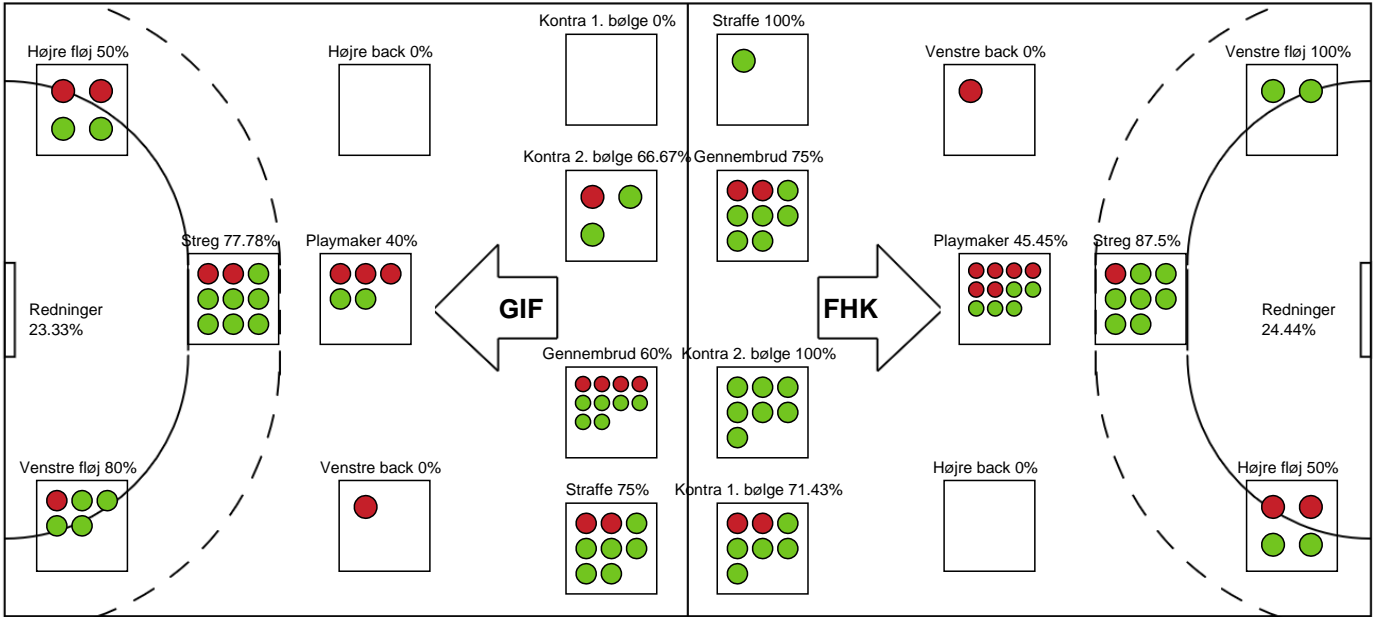 Kontra 1. bølge 0%
Straffe 100%
Højre fløj 50%
Højre back 0%
Venstre back 0%
Venstre fløj 100%
Kontra 2. bølge 66.67%
Gennembrud 75%
Streg 77.78%
Playmaker 40%
Playmaker 45.45%
Streg 87.5%
Redninger
23.33%
GIF
FHK
Redninger
24.44%
Gennembrud 60%
Kontra 2. bølge 100%
Venstre fløj 80%
Venstre back 0%
Straffe 75%
Kontra 1. bølge 71.43%
Højre back 0%
Højre fløj 50%